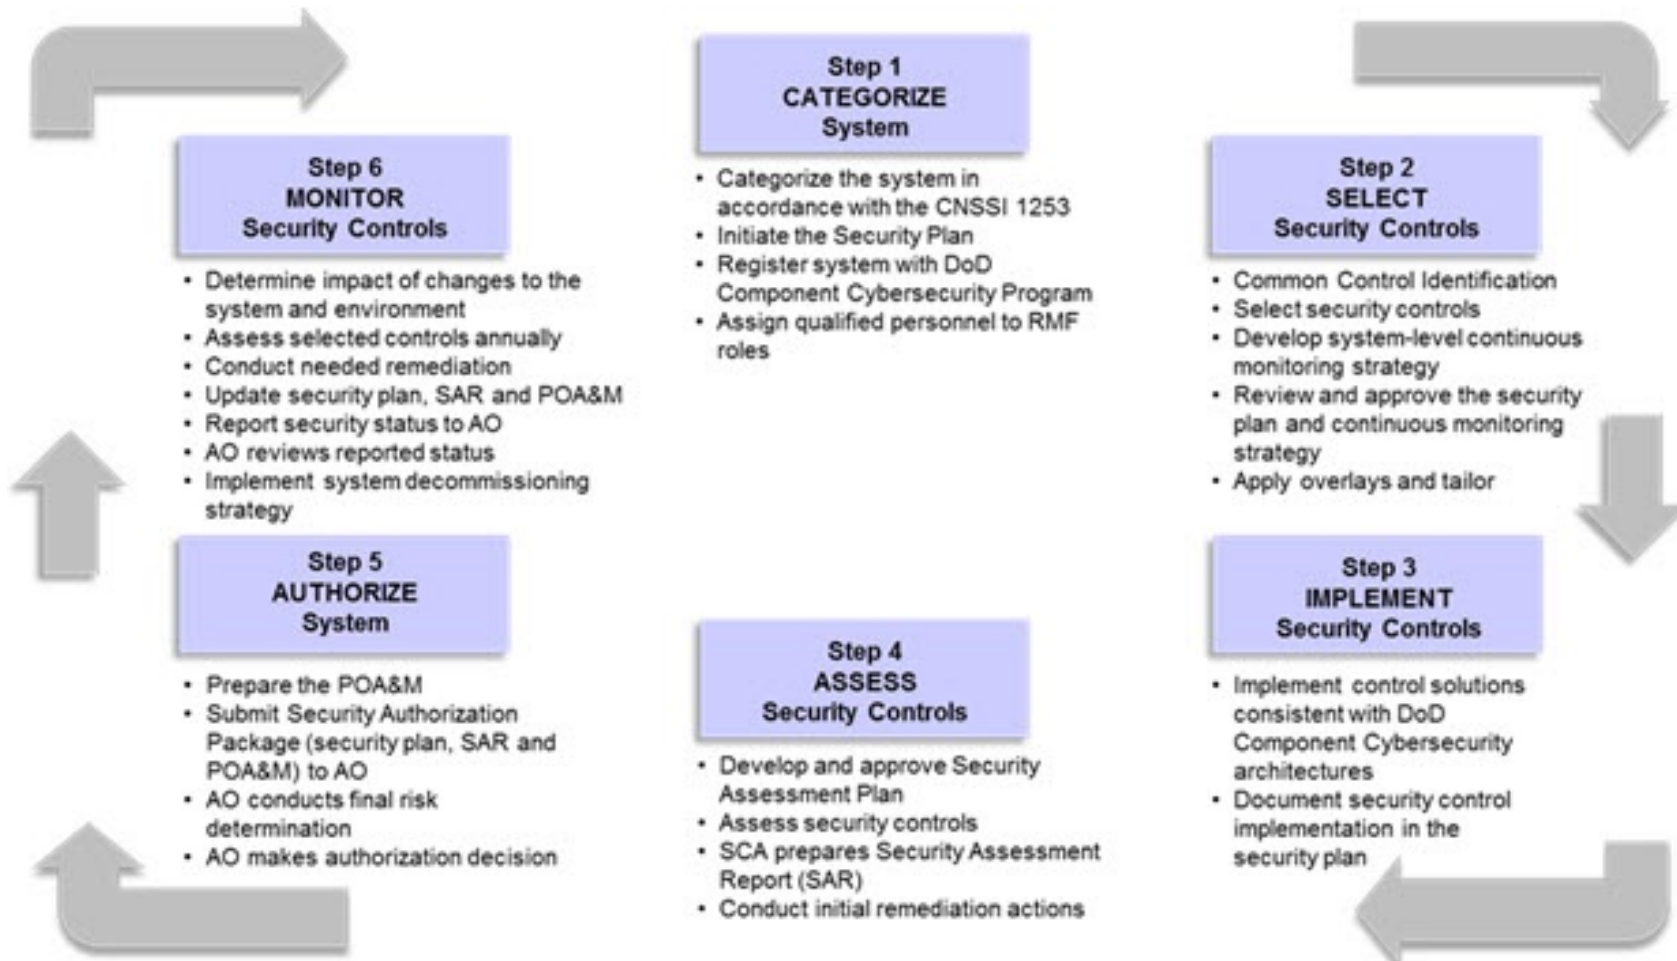 Step 1
CATEGORIZE
System
• Categorize the system in
accordance with the CNSSI 1253
• Initiate the Security Plan
• Register system with DoD
Component Cybersecurity Program
• Assign qualified personnel to RMF
roles
Step 2
SELECT
Security Controls
• Common Control Identification
• Select security controls
• Develop system-level continuous
monitoring strategy
• Review and approve the security
plan and continuous monitoring
strategy
• Apply overlays and tailor
Step 3
IMPLEMENT
Security Controls
• Implement control solutions
consistent with DoD
Component Cybersecurity
architectures
• Document security control
implementation in the
security plan
Step 4
ASSESS
Security Controls
• Develop and approve Security
Assessment Plan
• Assess security controls
• SCA prepares Security Assessment
Report (SAR)
• Conduct initial remediation actions
Step 5
AUTHORIZE
System
• Prepare the POA&M
• Submit Security Authorization
Package (security plan, SAR and
POA&M) to AO
• AO conducts final risk
determination
• AO makes authorization decision
Step 6
MONITOR
Security Controls
• Determine impact of changes to the
system and environment
• Assess selected controls annually
• Conduct needed remediation
• Update security plan, SAR and POA&M
• Report security status to AO
• AO reviews reported status
• Implement system decommissioning
strategy